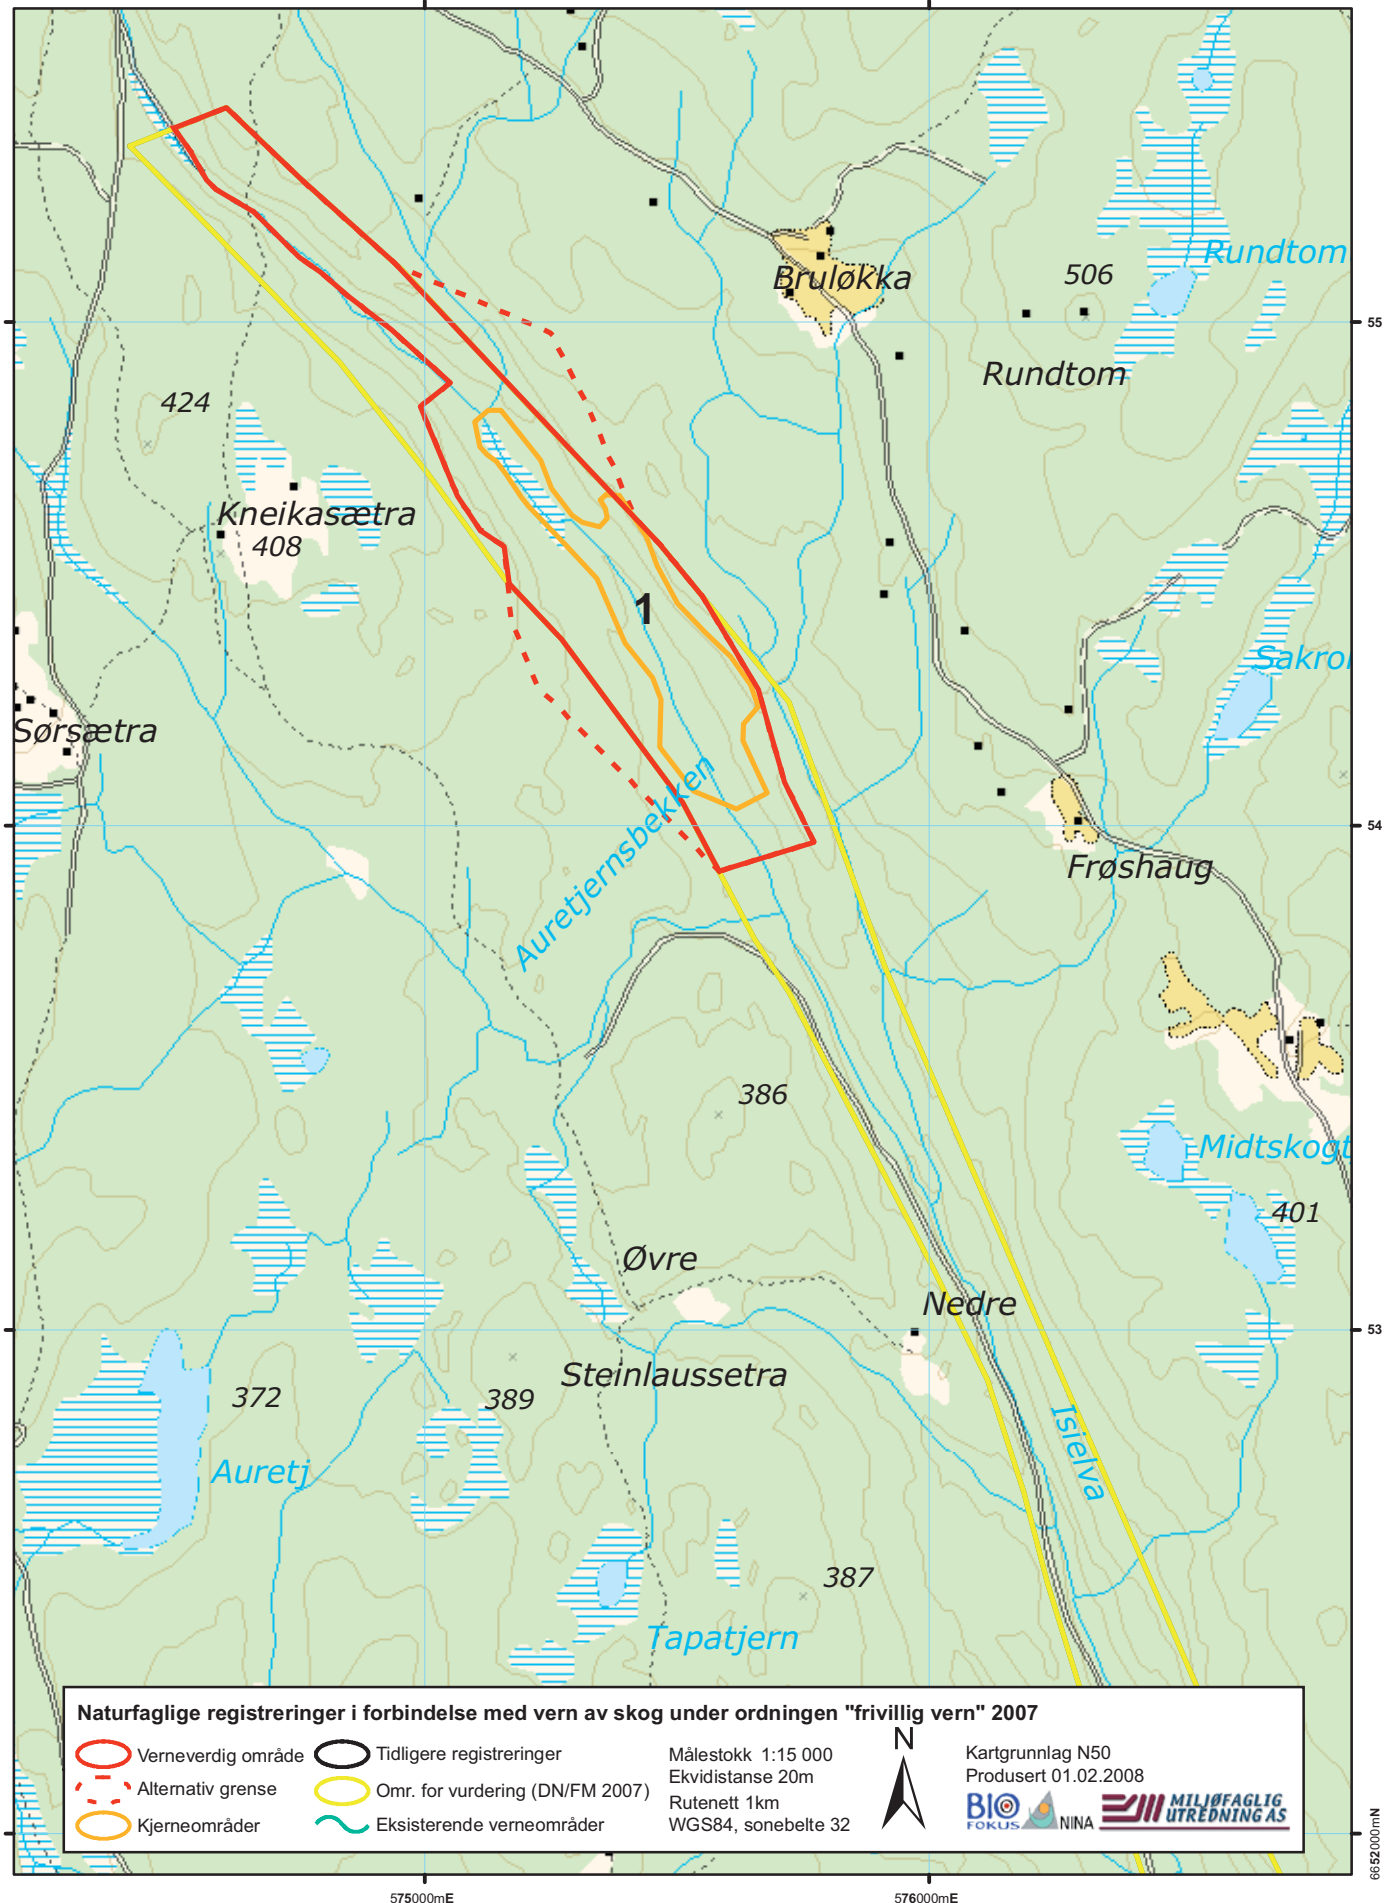 Bruløkka
506
Rundtom
Rundtom
55
424
Kneikasætra
408
1
Sakrol
Sørsætra
Auretjernsbekken
54
Frøshaug
386
Midtskogt
401
Øvre
Nedre
53
Steinlaussetra
372
389
Isielva
Auretj
387
Tapatjern
Naturfaglige registreringer i forbindelse med vern av skog under ordningen "frivillig vern" 2007
Verneverdig område
Alternativ grense
Kjerneområder
Tidligere registreringer
Omr. for vurdering (DN/FM 2007)
Eksisterende verneområder
Målestokk 1:15 000
Ekvidistanse 20m
Rutenett 1km
WGS84, sonebelte 32
N
Kartgrunnlag N50
Produsert 01.02.2008
BIO
FOKUS
NINA
MILJØFAGLIG
UTREDNING AS
6652000mN
575000mE
576000mE